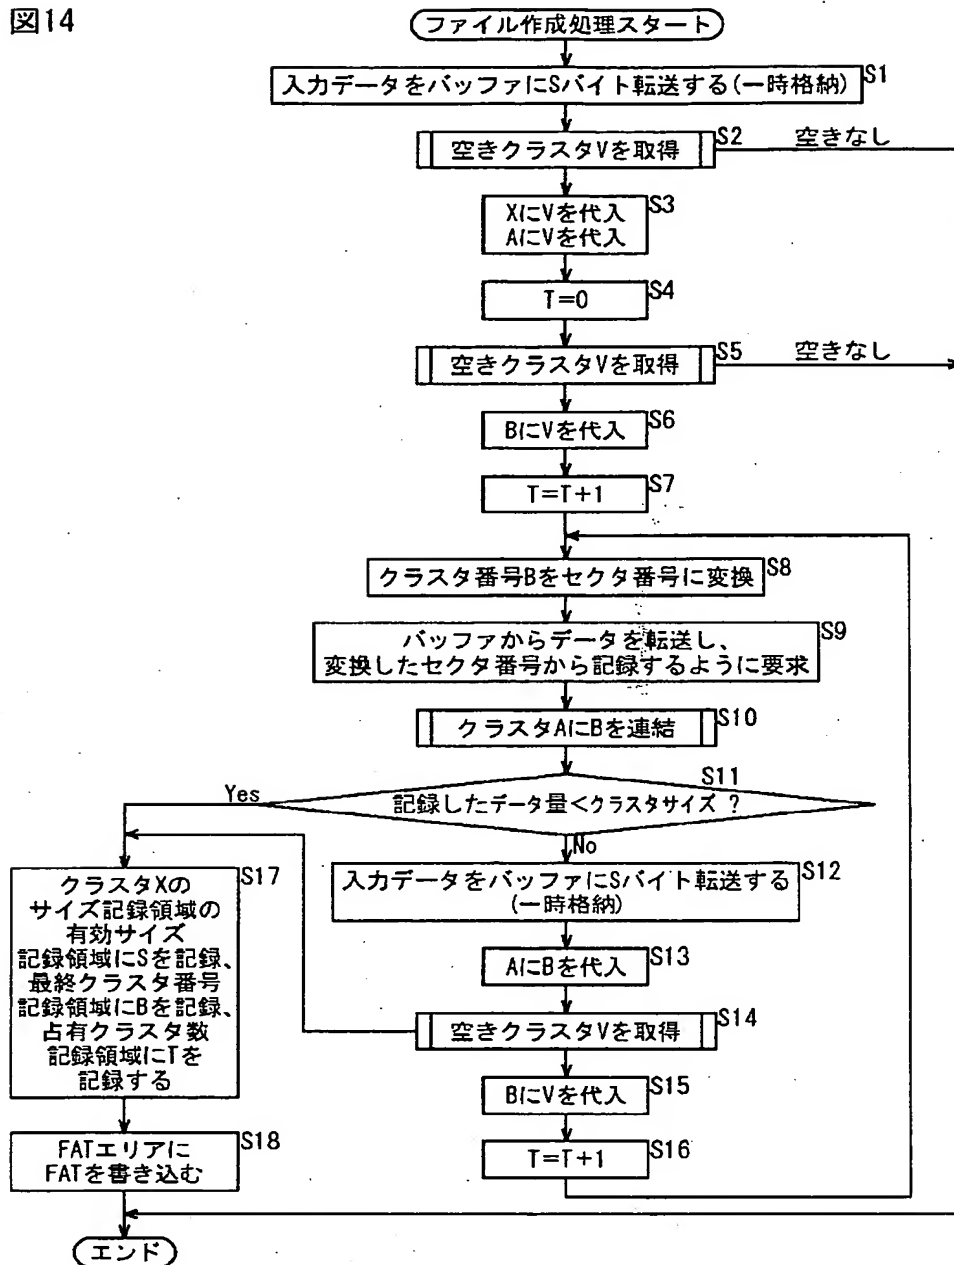 図14
ファイル作成処理スタート
入力データをバッファにSバイト転送する(一時格納)
S1
空きクラスタVを取得
S2
空きなし
XにVを代入
AにVを代入
S3
T=0
S4
空きクラスタVを取得
S5
空きなし
BにVを代入
S6
T=T+1
S7
クラスタ番号Bをセクタ番号に変換
S8
バッファからデータを転送し、
変換したセクタ番号から記録するように要求
S9
クラスタAにBを連結
S10
S11
記録したデータ量<クラスタサイズ ?
Yes
No
入力データをバッファにSバイト転送する
(一時格納)
S12
AにBを代入
S13
空きクラスタVを取得
S14
BにVを代入
S15
T=T+1
S16
クラスタXの
サイズ記録領域の
有効サイズ
記録領域にSを記録、
最終クラスタ番号
記録領域にBを記録、
占有クラスタ数
記録領域にTを
記録する
S17
FATエリアに
FATを書き込む
S18
エンド